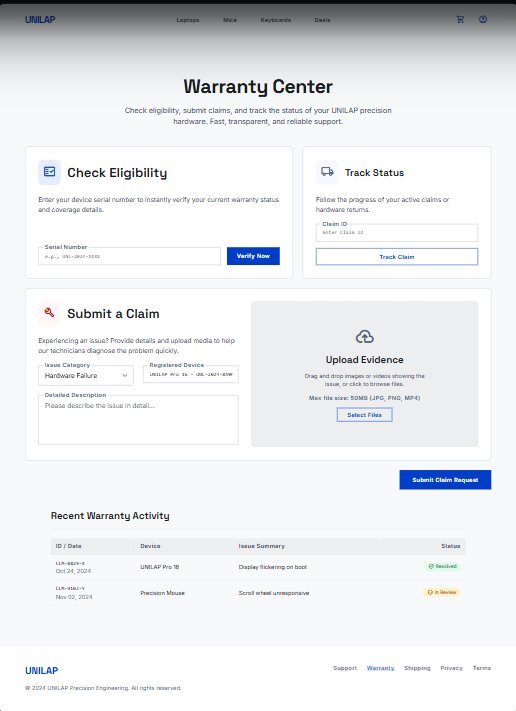 UNILAP
Laptops Mice Keyboards Deals
Warranty Center
Check eligibility, submit claims, and track the status of your UNILAP precision
hardware. Fast, transparent, and reliable support.
Check Eligibility
Enter your device serial number to instantly verify your current warranty status
and coverage details.
Serial Number
e.g., UNL-2024-XXXX
Verify Now
Track Status
Follow the progress of your active claims or
hardware returns.
Claim ID
Enter Claim ID
Track Claim
Submit a Claim
Experiencing an issue? Provide details and upload media to help
our technicians diagnose the problem quickly.
Issue Category
Hardware Failure
Registered Device
UNILAP Pro 16 - UNL-2024-
Detailed Description
Please describe the issue in detail...
Upload Evidence
Drag and drop images or videos showing the
issue, or click to browse files.
Max file size: 50MB (JPG, PNG, MP4)
Select Files
Submit Claim Request
Recent Warranty Activity
ID / Date Device Issue Summary Status
CLM-8829-X
Oct 24, 2024
UNILAP Pro 16 Display flickering on boot Resolved
CLM-9102-Y
Nov 02, 2024
Precision Mouse Scroll wheel unresponsive In Review
UNILAP
Support Warranty Shipping Privacy Terms
© 2024 UNILAP Precision Engineering. All rights reserved.